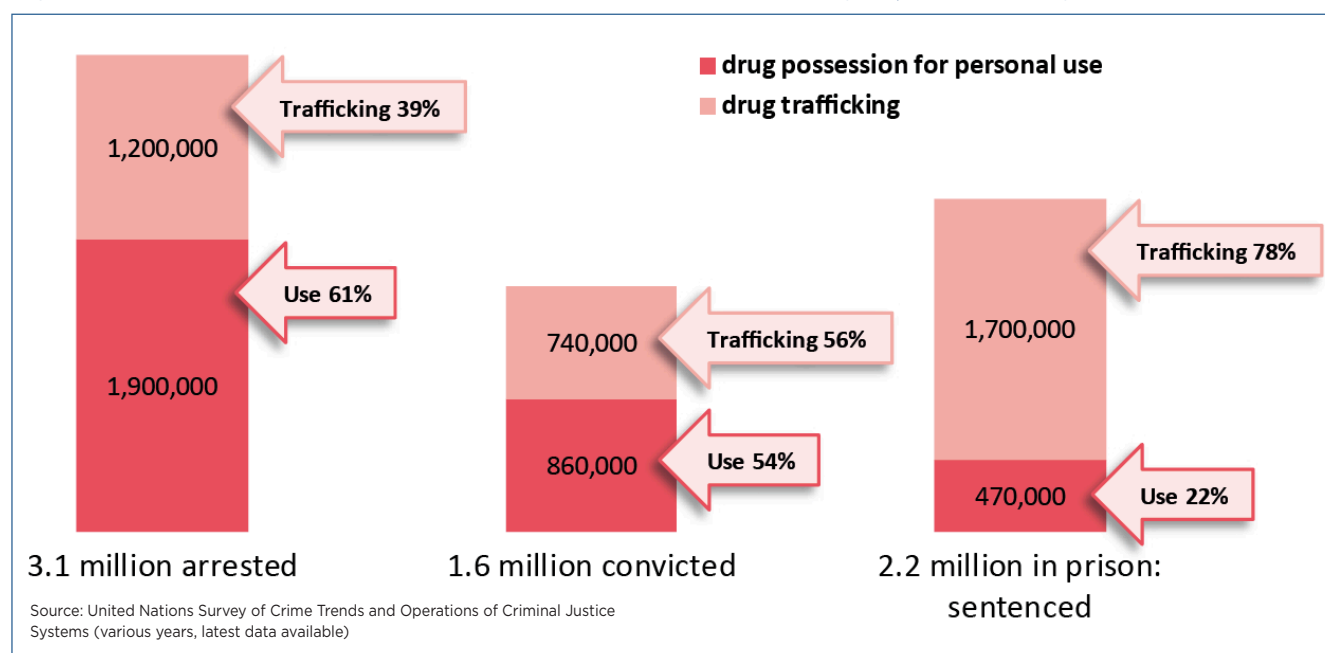 drug possession for personal use
drug trafficking
Trafficking 39%
1,200,000
Use 61%
1,900,000
Trafficking 56%
740,000
Use 54%
860,000
Trafficking 78%
1,700,000
Use 22%
470,000
3.1 million arrested
1.6 million convicted
2.2 million in prison:
sentenced
Source: United Nations Survey of Crime Trends and Operations of Criminal Justice
Systems (various years, latest data available)